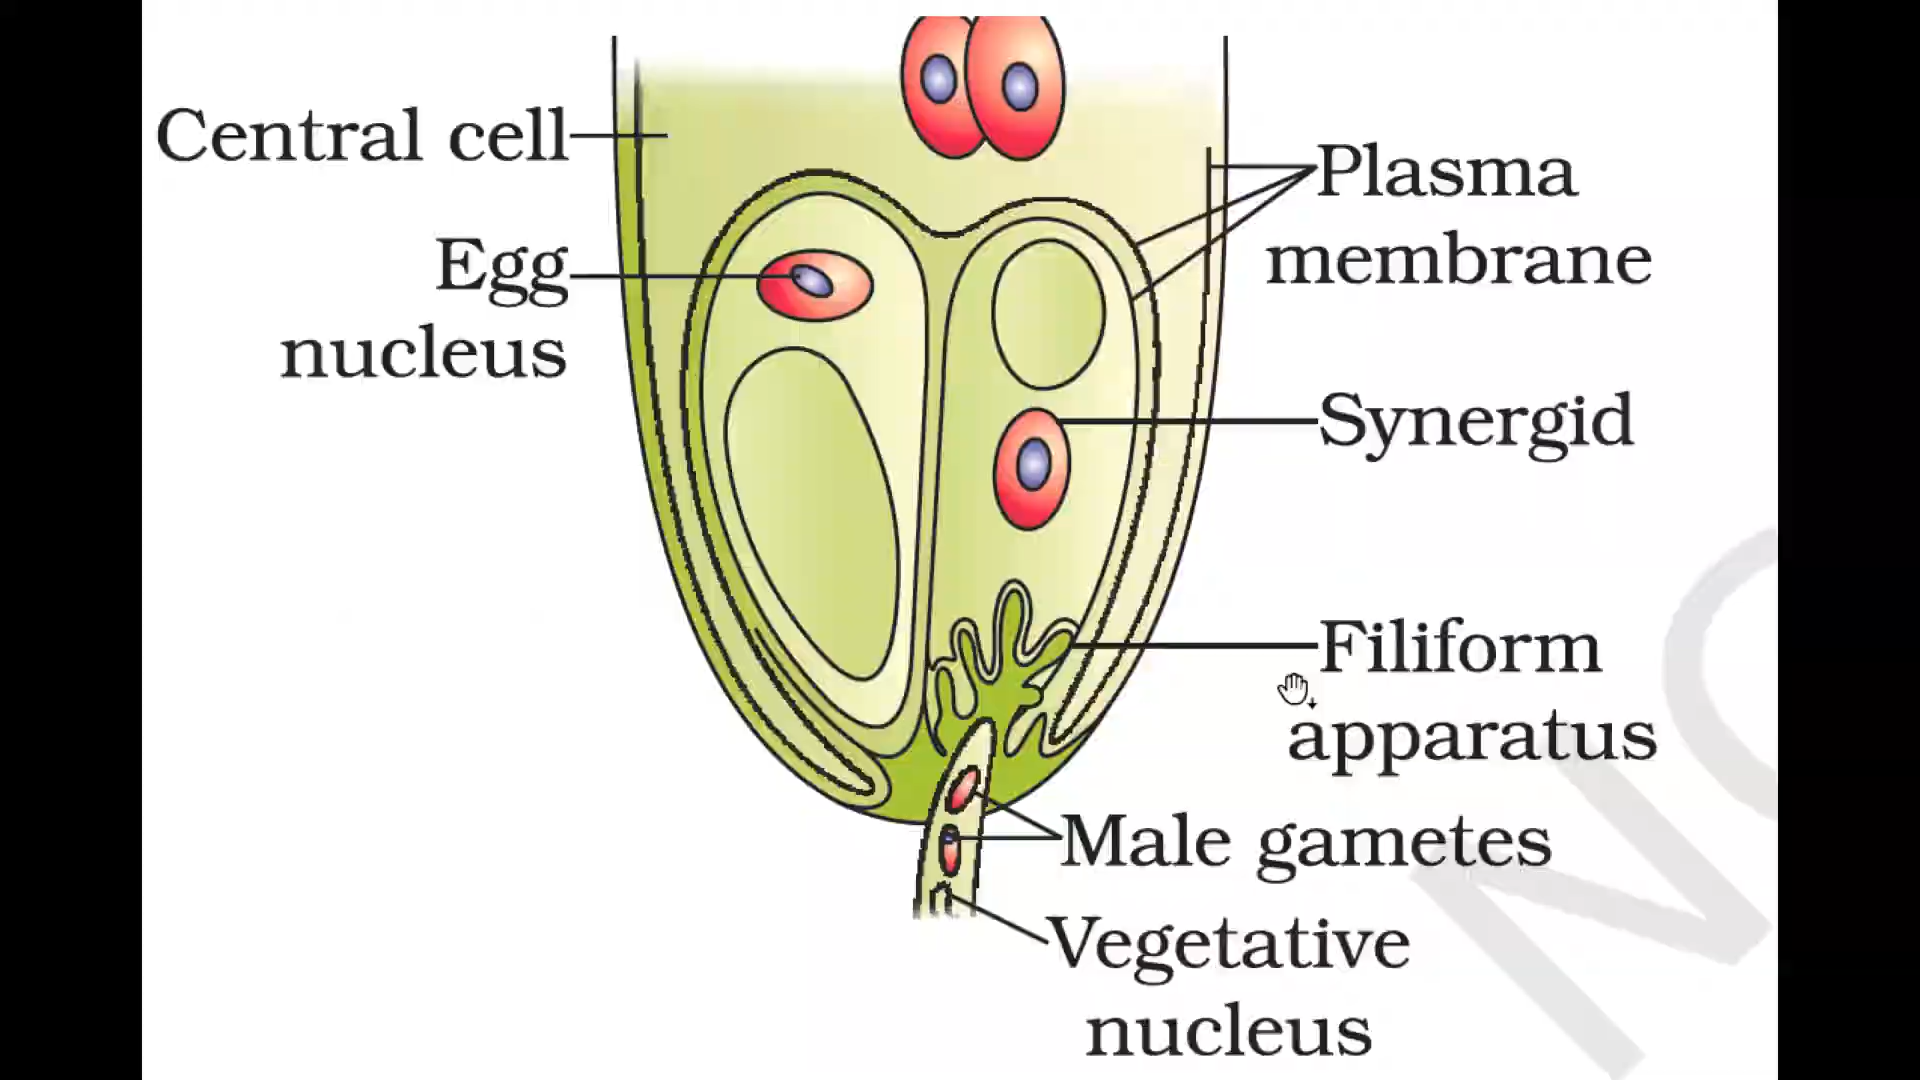 Central cell
Egg
nucleus
Plasma
membrane
Synergid
Filiform
apparatus
Male gametes
Vegetative
nucleus